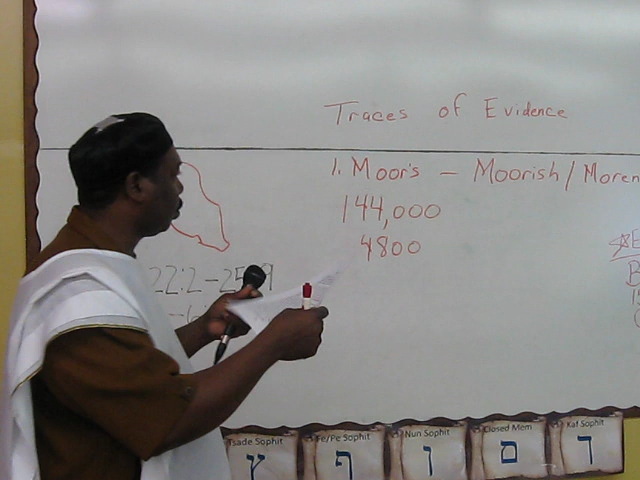 Traces of Evidence
1. Moor's - Moorish/Moren
144,000
4800
22:2-25
Tsade Sophit Fe/Pe Sophit Nun Sophit Closed Mem Kaf Sophit
ץ ף ן ם ך